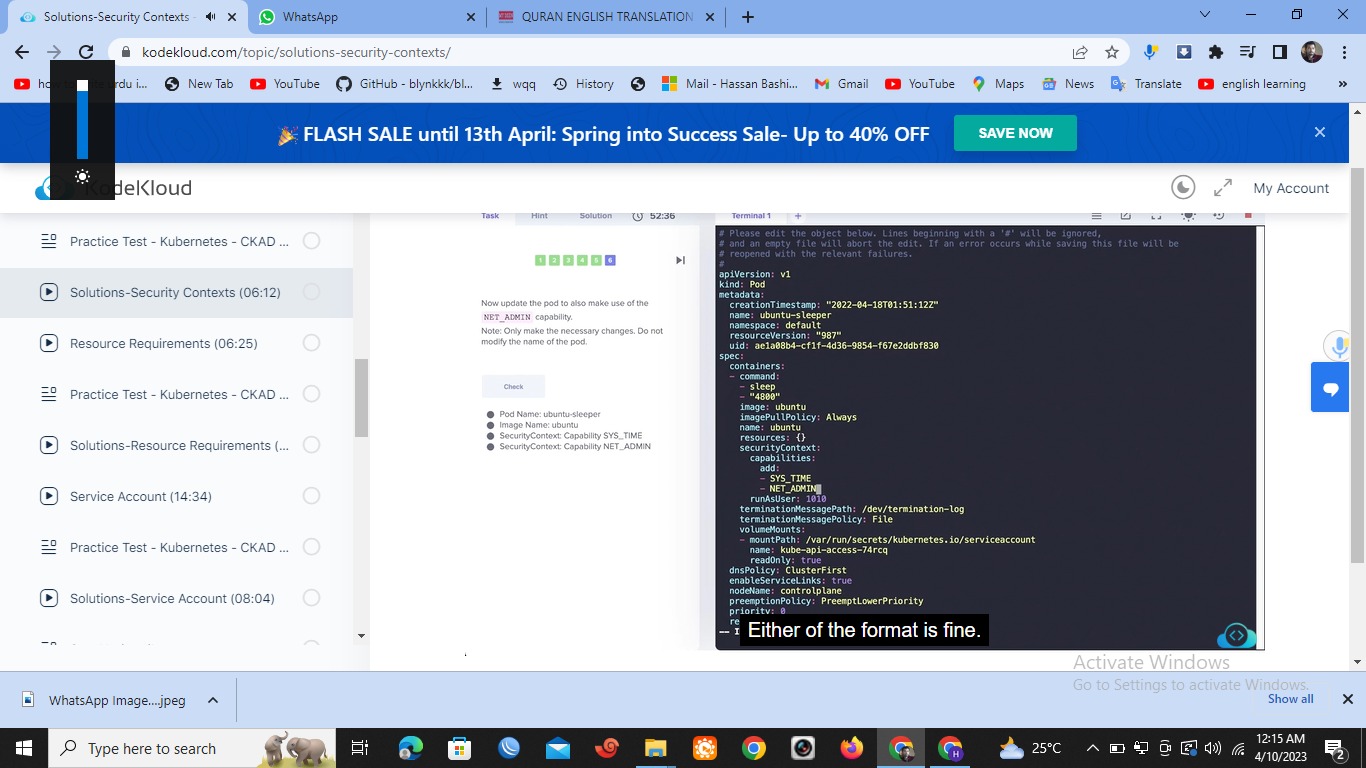 Solutions-Security Contexts -
WhatsApp
QURAN ENGLISH TRANSLATION
kodekloud.com/topic/solutions-security-contexts/
urdu i...
New Tab
YouTube
GitHub - blynkkk/bl...
wqq
History
Mail - Hassan Bashi...
Gmail
YouTube
Maps
News
Translate
english learning
»
🎉 FLASH SALE until 13th April: Spring into Success Sale- Up to 40% OFF
SAVE NOW
deKloud
My Account
Practice Test - Kubernetes - CKAD ...
Solutions-Security Contexts (06:12)
Resource Requirements (06:25)
Practice Test - Kubernetes - CKAD ...
Solutions-Resource Requirements (...
Service Account (14:34)
Practice Test - Kubernetes - CKAD ...
Solutions-Service Account (08:04)
Task
Hint
Solution
52:36
1 2 3 4 5 6
Now update the pod to also make use of the
NET_ADMIN capability.
Note: Only make the necessary changes. Do not
modify the name of the pod.
Check
Pod Name: ubuntu-sleeper
Image Name: ubuntu
SecurityContext: Capability SYS_TIME
SecurityContext: Capability NET_ADMIN
Terminal 1
+
# Please edit the object below. Lines beginning with a '#' will be ignored,
# and an empty file will abort the edit. If an error occurs while saving this file will be
# reopened with the relevant failures.
#
apiVersion: v1
kind: Pod
metadata:
creationTimestamp: "2022-04-18T01:51:12Z"
name: ubuntu-sleeper
namespace: default
resourceVersion: "987"
uid: ae1a08b4-cf1f-4d36-9854-f67e2ddbf830
spec:
containers:
- command:
- sleep
- "4800"
image: ubuntu
imagePullPolicy: Always
name: ubuntu
resources: {}
securityContext:
capabilities:
add:
- SYS_TIME
- NET_ADMIN
runAsUser: 1010
terminationMessagePath: /dev/termination-log
terminationMessagePolicy: File
volumeMounts:
- mountPath: /var/run/secrets/kubernetes.io/serviceaccount
name: kube-api-access-74rcq
readOnly: true
dnsPolicy: ClusterFirst
enableServiceLinks: true
nodeName: controlplane
preemptionPolicy: PreemptLowerPriority
priority: 0
Either of the format is fine.
Activate Windows
Go to Settings to activate Windows.
WhatsApp Image....jpeg
Show all
Type here to search
25°C
12:15 AM
4/10/2023
2